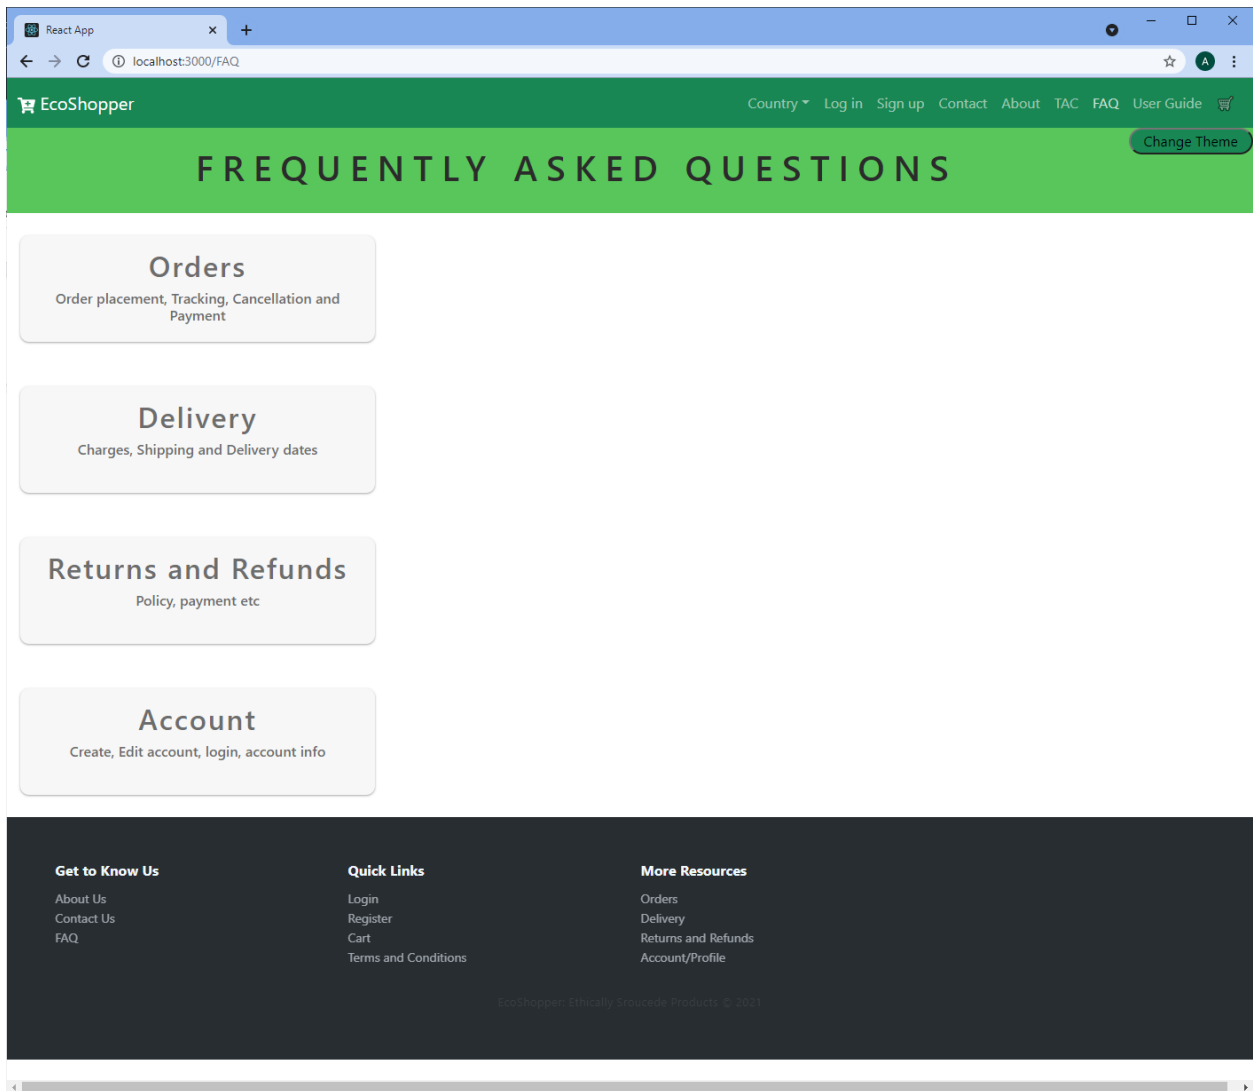 React App
localhost:3000/FAQ
A
EcoShopper
Country Log in Sign up Contact About TAC FAQ User Guide
Change Theme
FREQUENTLY ASKED QUESTIONS
Orders
Order placement, Tracking, Cancellation and
Payment
Delivery
Charges, Shipping and Delivery dates
Returns and Refunds
Policy, payment etc
Account
Create, Edit account, login, account info
Get to Know Us
About Us
Contact Us
FAQ
Quick Links
Login
Register
Cart
Terms and Conditions
More Resources
Orders
Delivery
Returns and Refunds
Account/Profile
EcoShopper: Ethically Sroucede Products © 2021